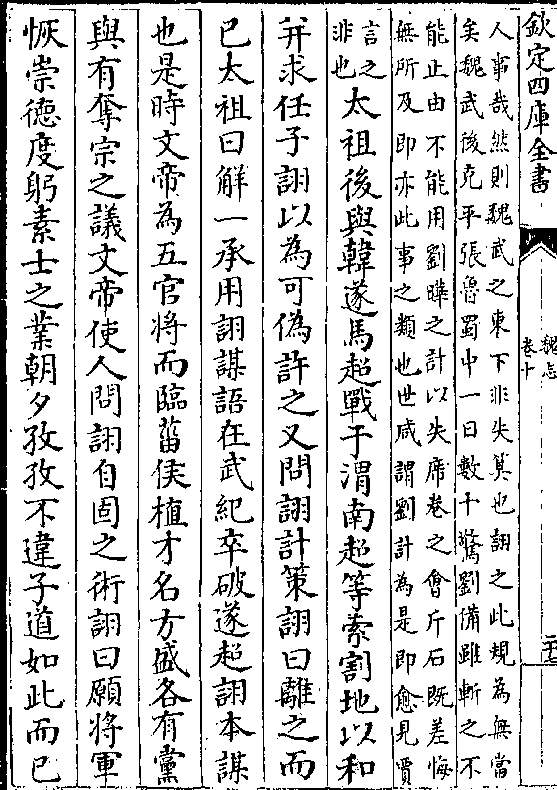 欽定四庫全書
魏志
卷十
人事哉然則魏武之東下非失算也詡之此規為無當
矣魏武後克平張魯蜀中一日數十驚劉備雖斬之不
能止由不能用劉曄之計以失席卷之會斤石既差悔
無所及即亦此事之類也世咸謂劉計為是即愈見賈
言之
非也
太祖後與韓遂馬超戰于渭南超等索割地以和
并求任子詡以為可偽許之又問詡計策詡曰離之而
已太祖曰解一承用詡謀語在武紀卒破遂超詡本謀
也是時文帝為五官將而臨菑侯植才名方盛各有黨
與有奪宗之議文帝使人問詡自固之術詡曰願將軍
恢崇德度躬素士之業朝夕孜孜不違子道如此而已